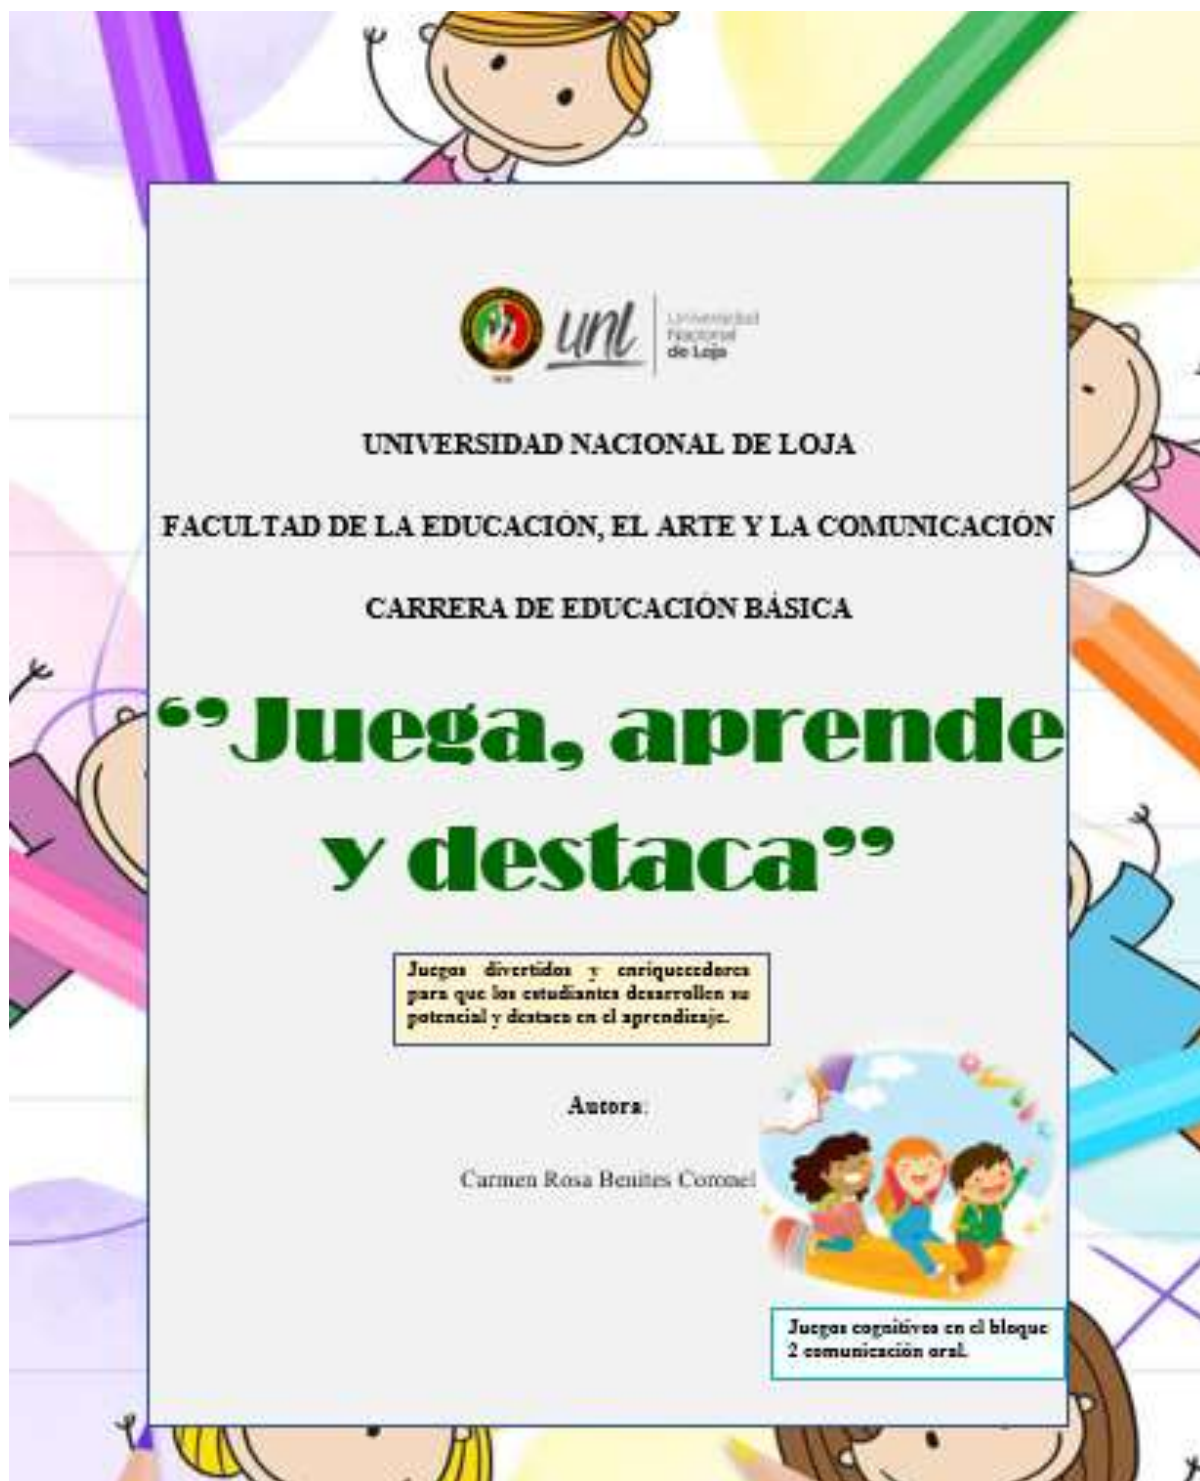 unl
Universidad
Nacional
de Loja
UNIVERSIDAD NACIONAL DE LOJA
FACULTAD DE LA EDUCACIÓN, EL ARTE Y LA COMUNICACIÓN
CARRERA DE EDUCACIÓN BÁSICA
“Juega, aprende
y destaca”
Juegos divertidos y enriquecedores
para que los estudiantes desarrollen su
potencial y destaca en el aprendizaje.
Autora:
Carmen Rosa Benites Coronel
Juegos cognitivos en el bloque
2 comunicación oral.